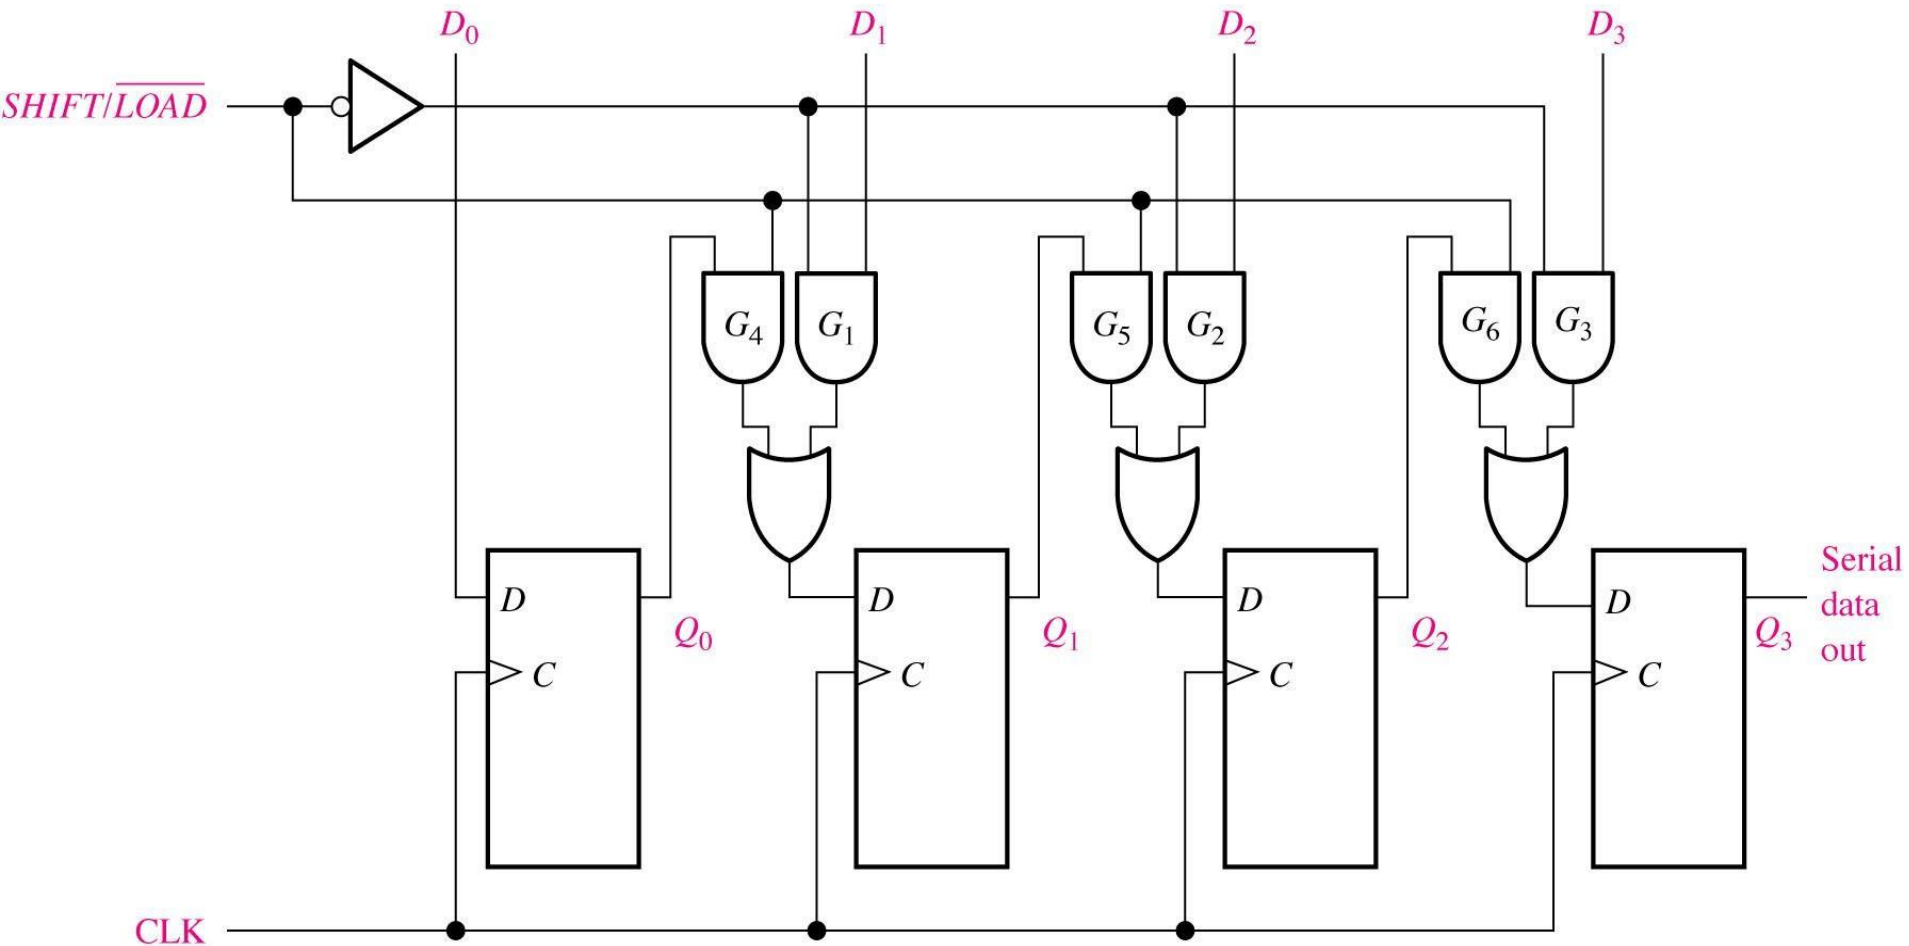 D₀ D₁ D₂ D₃
SHIFT/L̅O̅A̅D̅
G₄ G₁ G₅ G₂ G₆ G₃
Serial
data
out
D D D D
Q₀ Q₁ Q₂ Q₃
C C C C
CLK